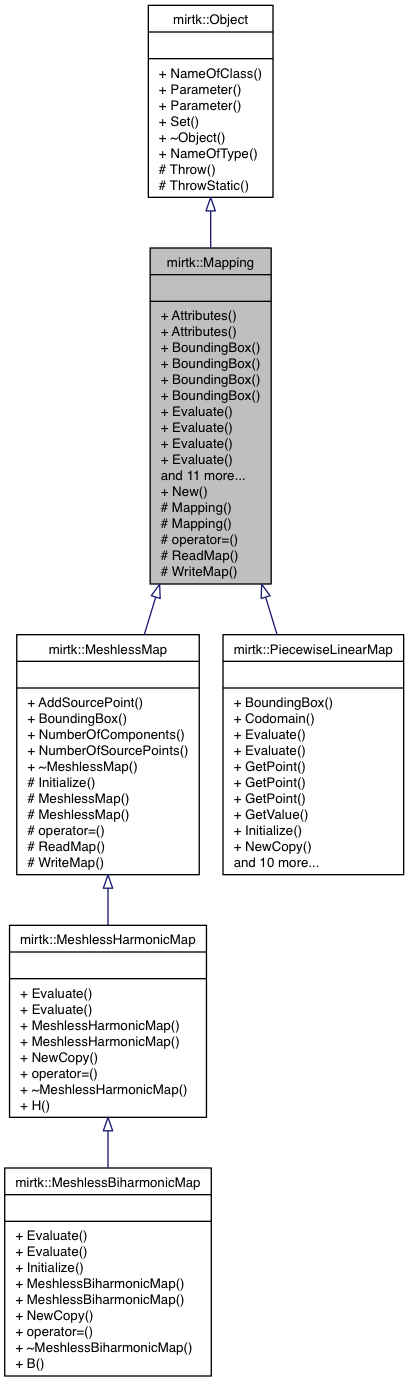 mirtk::Object
+ NameOfClass()
+ Parameter()
+ Parameter()
+ Set()
+ ~Object()
+ NameOfType()
# Throw()
# ThrowStatic()
mirtk::Mapping
+ Attributes()
+ Attributes()
+ BoundingBox()
+ BoundingBox()
+ BoundingBox()
+ BoundingBox()
+ Evaluate()
+ Evaluate()
+ Evaluate()
+ Evaluate()
and 11 more...
+ New()
# Mapping()
# Mapping()
# operator=()
# ReadMap()
# WriteMap()
mirtk::MeshlessMap
+ AddSourcePoint()
+ BoundingBox()
+ NumberOfComponents()
+ NumberOfSourcePoints()
+ ~MeshlessMap()
# Initialize()
# MeshlessMap()
# MeshlessMap()
# operator=()
# ReadMap()
# WriteMap()
mirtk::PiecewiseLinearMap
+ BoundingBox()
+ Codomain()
+ Evaluate()
+ Evaluate()
+ GetPoint()
+ GetPoint()
+ GetPoint()
+ GetValue()
+ Initialize()
+ NewCopy()
and 10 more...
mirtk::MeshlessHarmonicMap
+ Evaluate()
+ Evaluate()
+ MeshlessHarmonicMap()
+ MeshlessHarmonicMap()
+ NewCopy()
+ operator=()
+ ~MeshlessHarmonicMap()
+ H()
mirtk::MeshlessBiharmonicMap
+ Evaluate()
+ Evaluate()
+ Initialize()
+ MeshlessBiharmonicMap()
+ MeshlessBiharmonicMap()
+ NewCopy()
+ operator=()
+ ~MeshlessBiharmonicMap()
+ B()